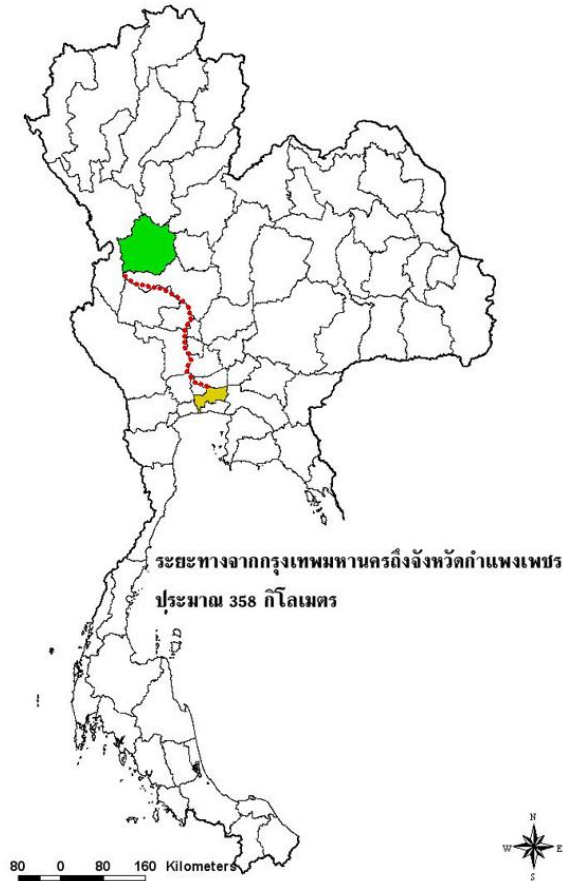 ระยะทางจากกรุงเทพมหานครถึงจังหวัดกำแพงเพชร
ประมาณ 358 กิโลเมตร
N
W E
S
80 0 80 160 Kilometers